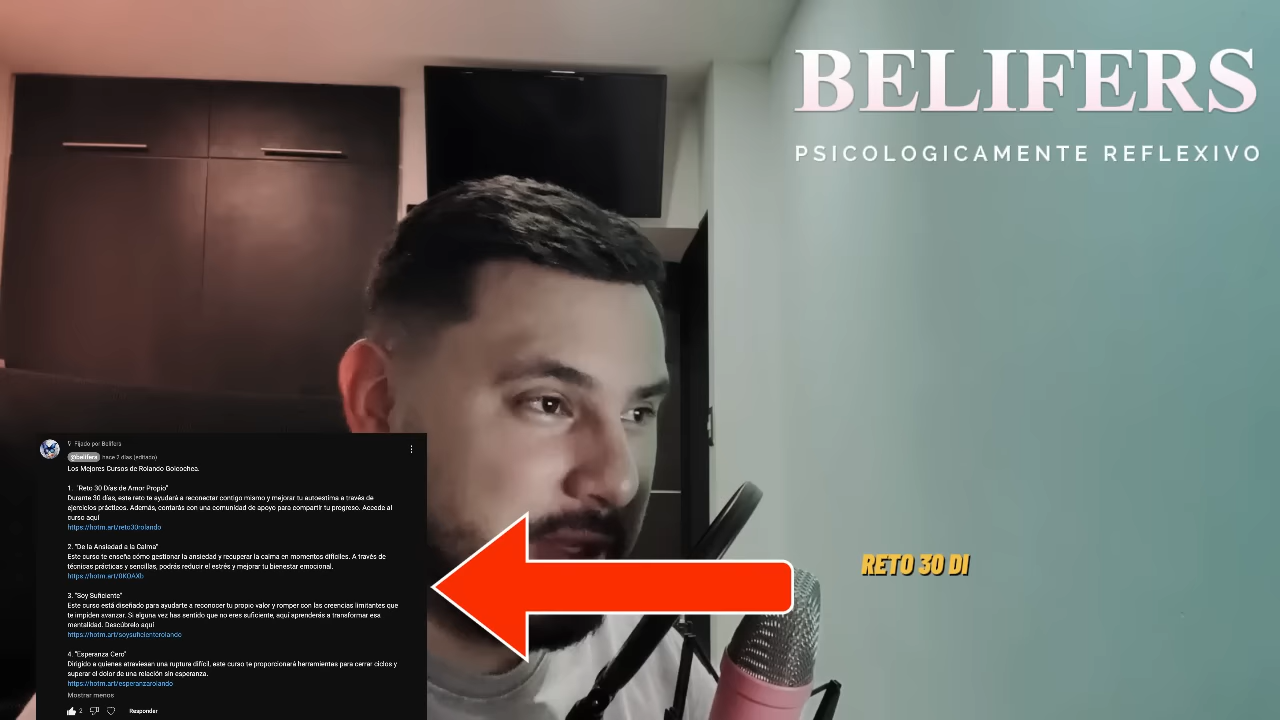 BELIFERS
PSICOLOGICAMENTE REFLEXIVO
Fijado por Belifers
@belifers hace 2 días (editado)
Los Mejores Cursos de Rolando Goicochea.
1. "Reto 30 Días de Amor Propio"
Durante 30 días, este reto te ayudará a reconectar contigo mismo y mejorar tu autoestima a través de
ejercicios prácticos. Además, contarás con una comunidad de apoyo para compartir tu progreso. Accede al
curso aquí
https://hotm.art/reto30rolando
2. "De la Ansiedad a la Calma"
Este curso te enseña cómo gestionar la ansiedad y recuperar la calma en momentos difíciles. A través de
técnicas prácticas y sencillas, podrás reducir el estrés y mejorar tu bienestar emocional.
https://hotm.art/0KOAXb
3. "Soy Suficiente"
Este curso está diseñado para ayudarte a reconocer tu propio valor y romper con las creencias limitantes que
te impiden avanzar. Si alguna vez has sentido que no eres suficiente, aquí aprenderás a transformar esa
mentalidad. Descúbrelo aquí
https://hotm.art/soysuficienterolando
4. "Esperanza Cero"
Dirigido a quienes atraviesan una ruptura difícil, este curso te proporcionará herramientas para cerrar ciclos y
superar el dolor de una relación sin esperanza.
https://hotm.art/esperanzarolando
Mostrar menos
2 Responder
RETO 30 DI